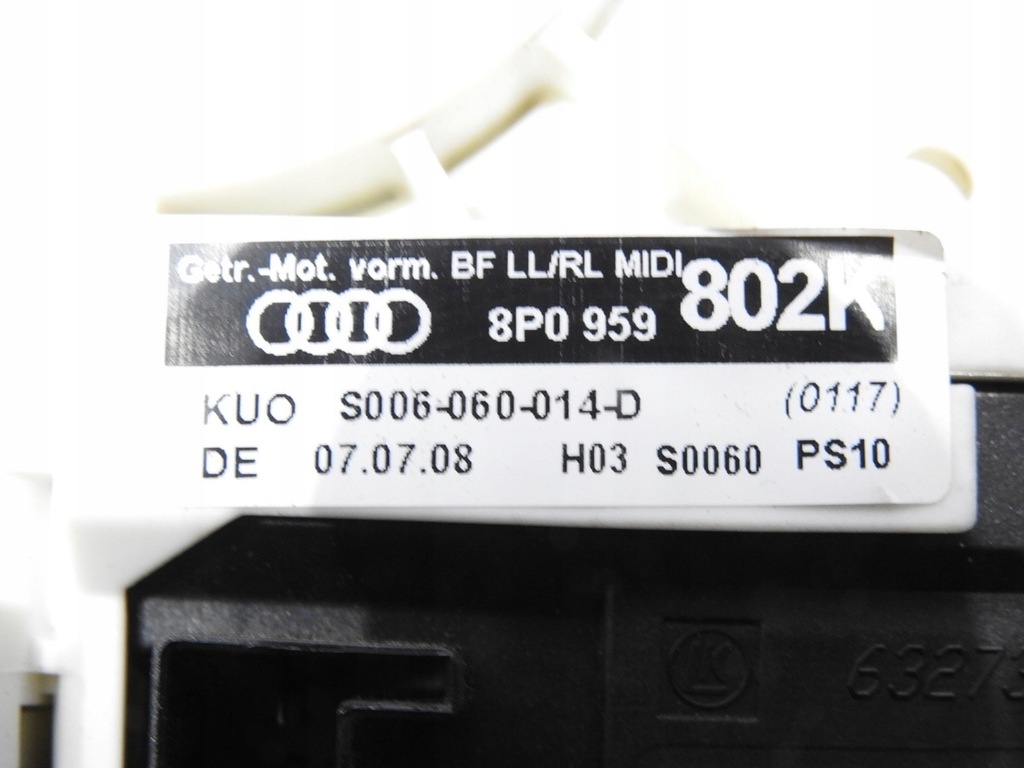 Getr.-Mot. vorm. BF LL/RL MIDI
8P0 959 802K
KUO S006-060-014-D (0117)
DE 07.07.08 H03 S0060 PS10
K 63273